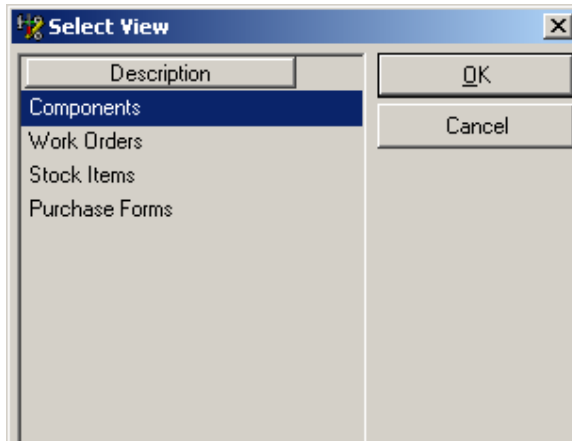 Select View
Description
Components
Work Orders
Stock Items
Purchase Forms
OK
Cancel